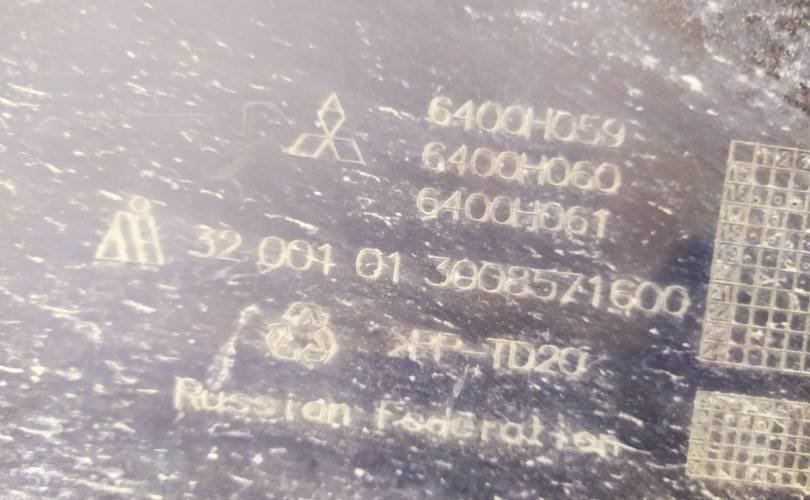 6400H059
6400H060
6400H061
32 001 01 3008571600
>PP-TD20
Russian Federation